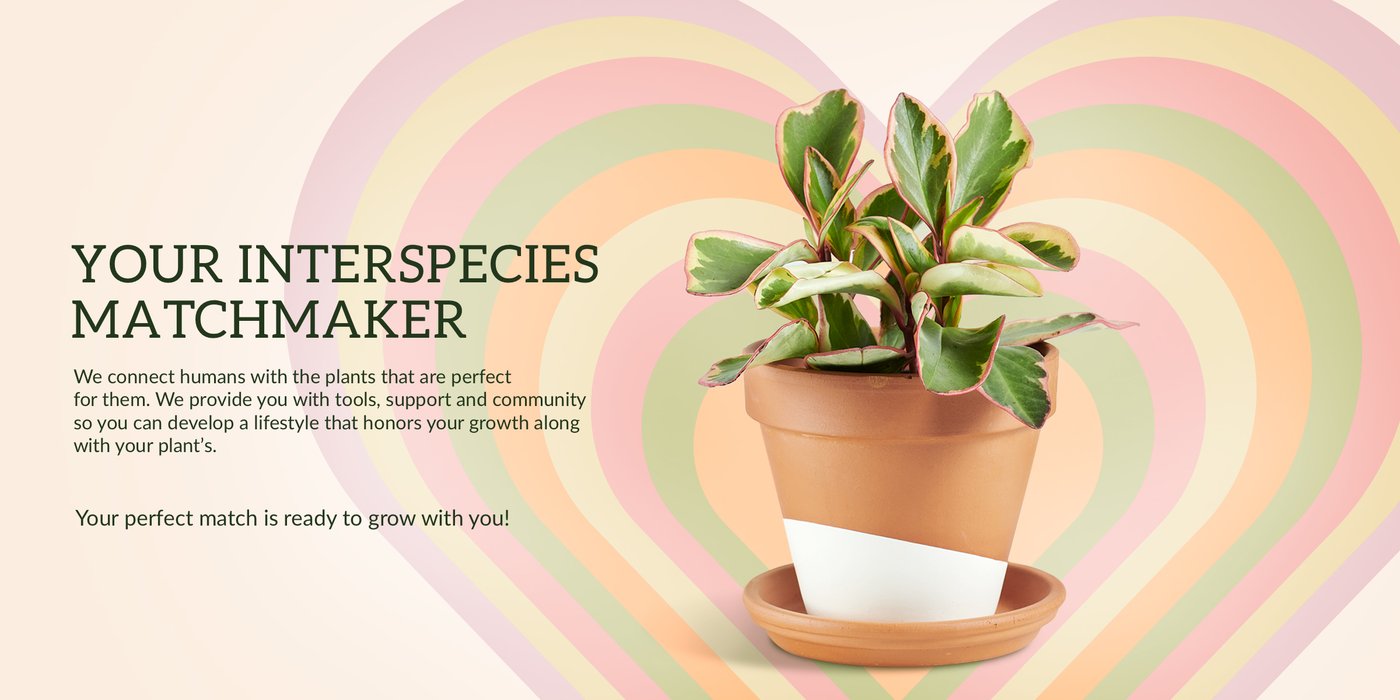 YOUR INTERSPECIES
MATCHMAKER
We connect humans with the plants that are perfect
for them. We provide you with tools, support and community
so you can develop a lifestyle that honors your growth along
with your plant’s.
Your perfect match is ready to grow with you!